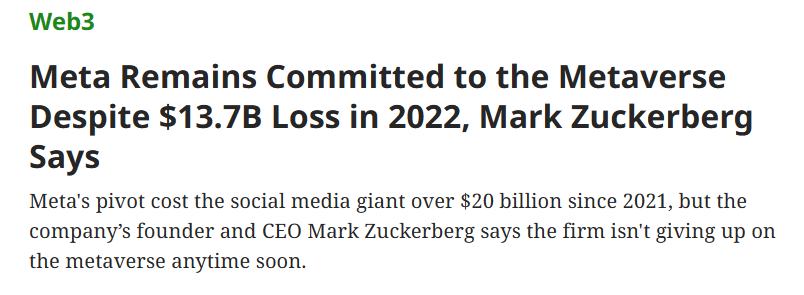 Web3
Meta Remains Committed to the Metaverse
Despite $13.7B Loss in 2022, Mark Zuckerberg
Says
Meta's pivot cost the social media giant over $20 billion since 2021, but the
company’s founder and CEO Mark Zuckerberg says the firm isn't giving up on
the metaverse anytime soon.